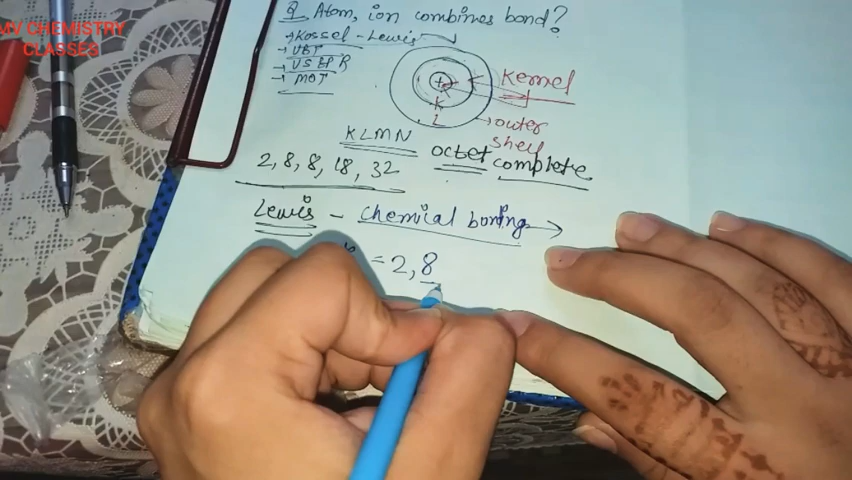 MV CHEMISTRY
CLASSES
Q Atom, ion combines bond?
→ Kossel - Lewis
→ VBT
→ VSEPR
→ MOT
+
Kernel
K
L
→ outer
shell
KLMN
2, 8, 8, 18, 32
octet complete
Lewis - chemical boning →
= 2, 8